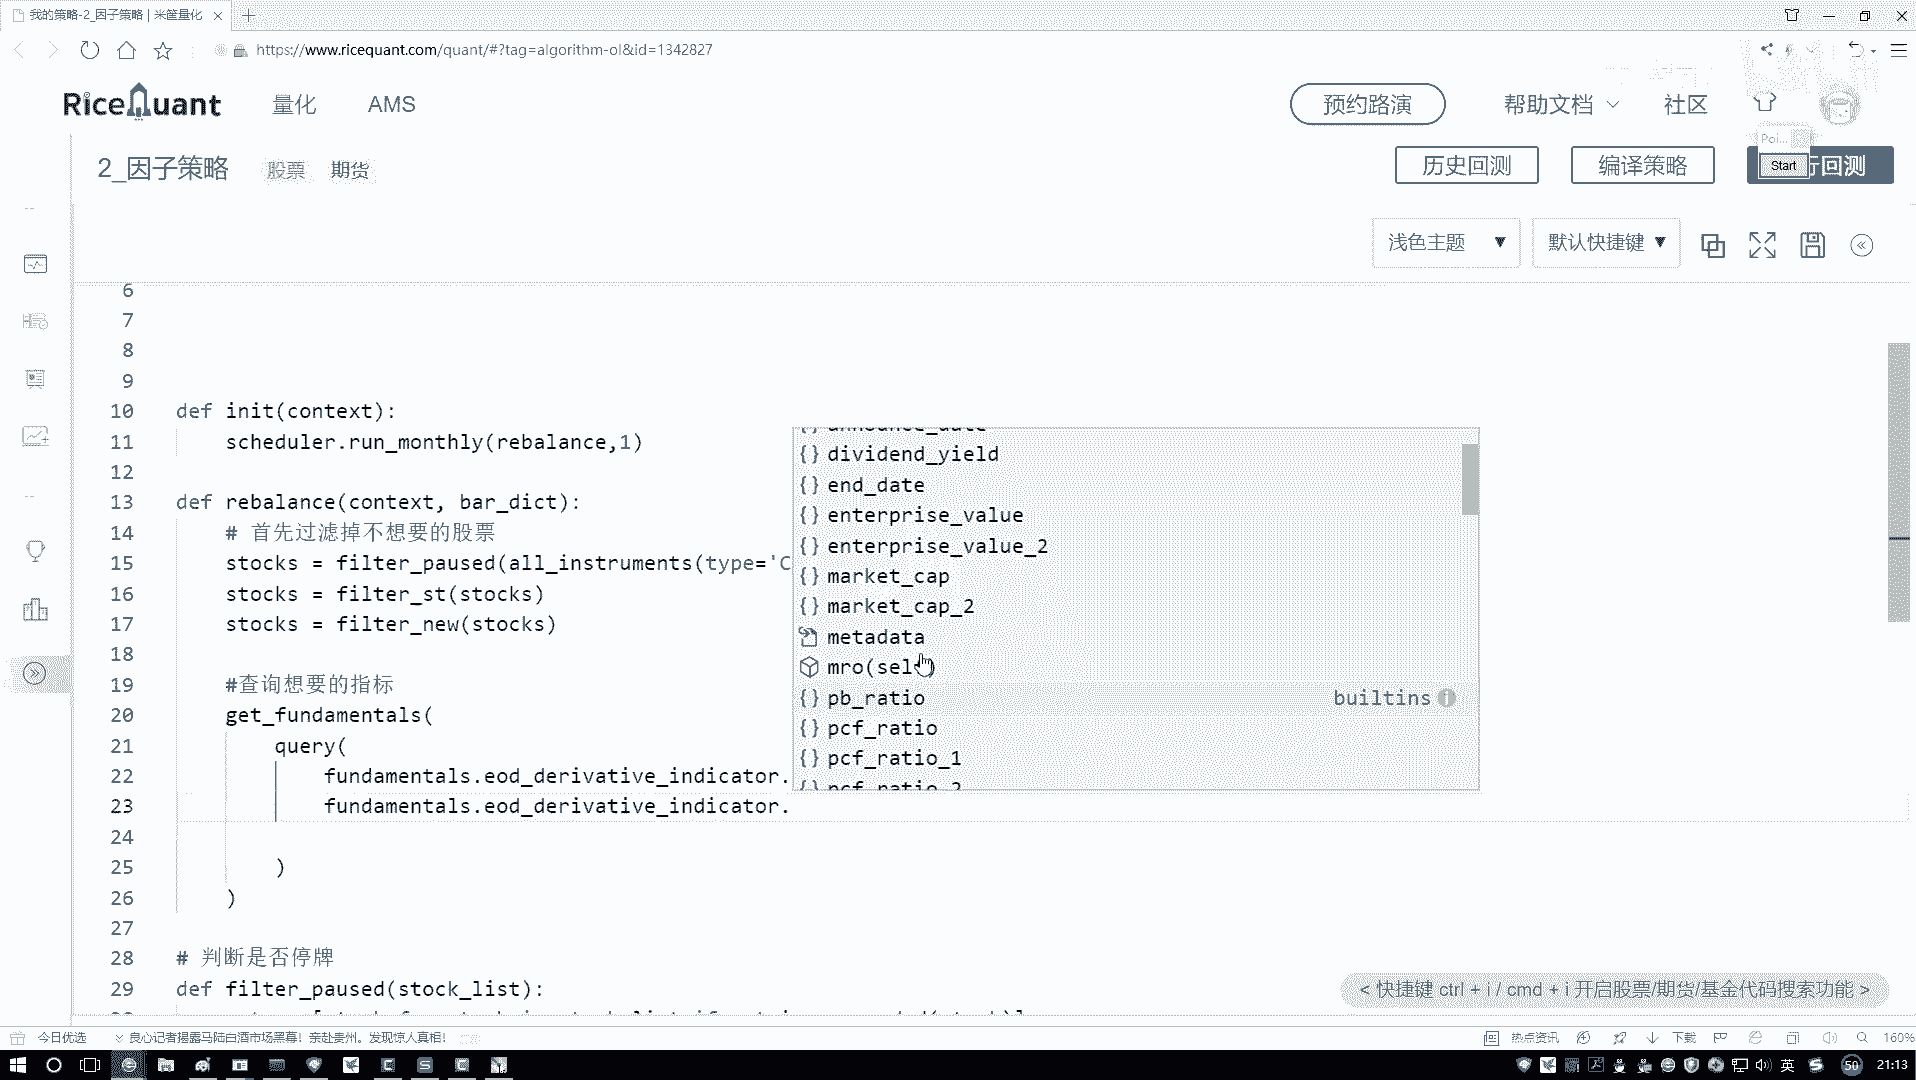 我的策略-2_因子策略 | 米筐量化
https://www.ricequant.com/quant/#?tag=algorithm-ol&id=1342827
RiceQuant 量化 AMS 预约路演 帮助文档 社区
Poi...
2_因子策略 股票 期货 历史回测 编译策略 Start 行回测
浅色主题 ▼ 默认快捷键 ▼
6
7
8
9
10 def init(context):
11 scheduler.run_monthly(rebalance,1)
12
13 def rebalance(context, bar_dict):
14 # 首先过滤掉不想要的股票
15 stocks = filter_paused(all_instruments(type='C
16 stocks = filter_st(stocks)
17 stocks = filter_new(stocks)
18
19 #查询想要的指标
20 get_fundamentals(
21 query(
22 fundamentals.eod_derivative_indicator.
23 fundamentals.eod_derivative_indicator.
24
25 )
26 )
27
28 # 判断是否停牌
29 def filter_paused(stock_list):
announce_date
{} dividend_yield
{} end_date
{} enterprise_value
{} enterprise_value_2
{} market_cap
{} market_cap_2
metadata
mro(self)
{} pb_ratio builtins
{} pcf_ratio
{} pcf_ratio_1
{} pcf_ratio_2
< 快捷键 ctrl + i / cmd + i 开启股票/期货/基金代码搜索功能 >
今日优选 良心记者揭露马陆白酒市场黑幕！亲赴贵州。发现惊人真相！ 热点资讯 下载 160%
英 50 21:13